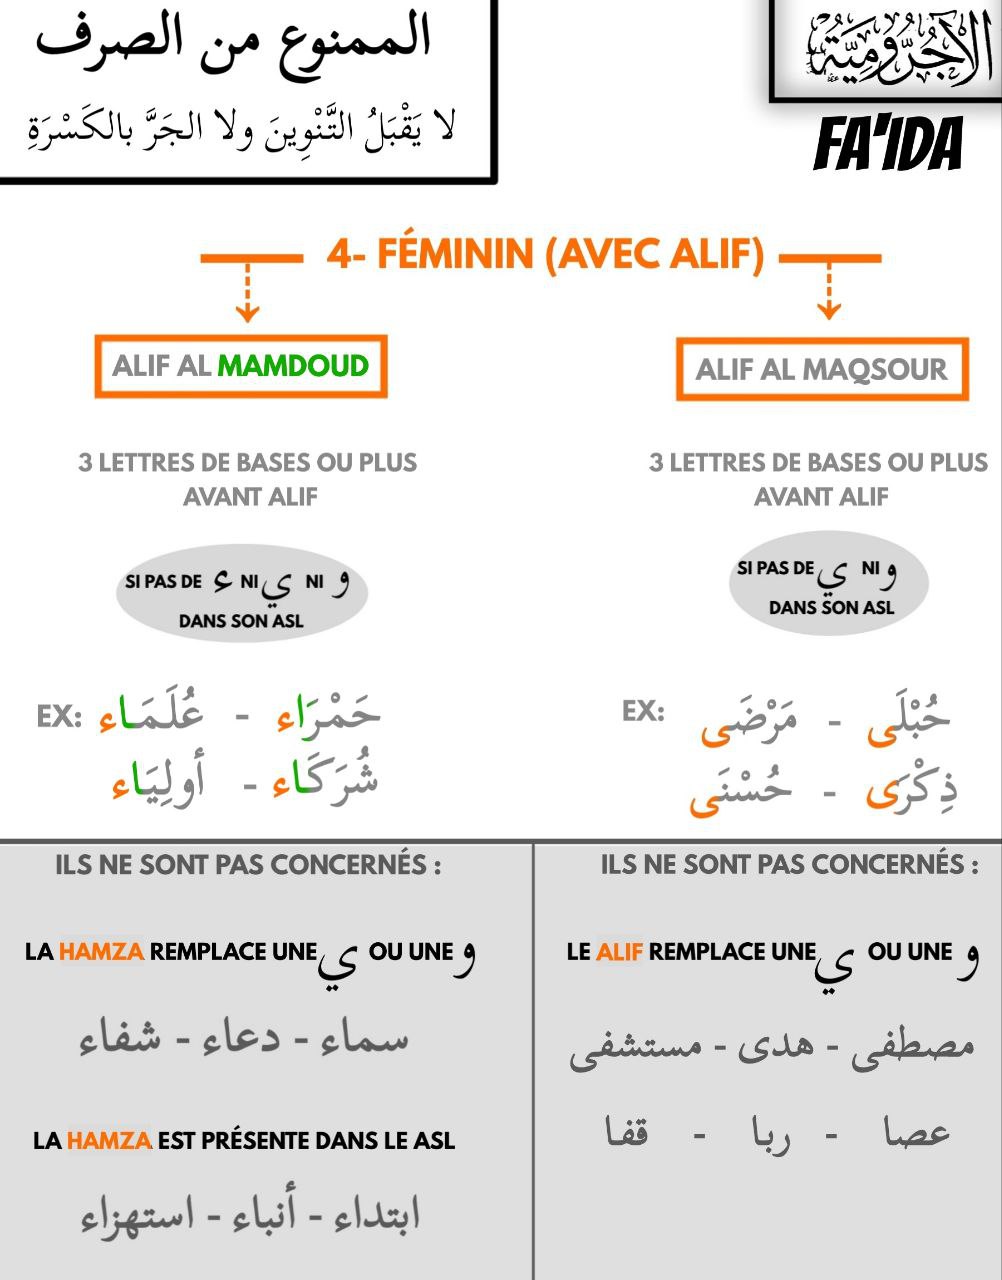 الممنوع من الصرف
لا يَقْبَلُ التَّنْوِينَ ولا الجَرَّ بالكَسْرَةِ
الآجُرُّومِيَّة
FA'IDA
4- FÉMININ (AVEC ALIF)
ALIF AL MAMDOUD
3 LETTRES DE BASES OU PLUS
AVANT ALIF
SI PAS DE ء NI ي NI و
DANS SON ASL
EX: حَمْرَاء - عُلَمَاء
شُرَكَاء - أولِيَاء
ALIF AL MAQSOUR
3 LETTRES DE BASES OU PLUS
AVANT ALIF
SI PAS DE ي NI و
DANS SON ASL
EX: حُبْلَى - مَرْضَى
ذِكْرَى - حُسْنَى
ILS NE SONT PAS CONCERNÉS :
LA HAMZA REMPLACE UNE ي OU UNE و
سماء - دعاء - شفاء
LA HAMZA EST PRÉSENTE DANS LE ASL
ابتداء - أنباء - استهزاء
ILS NE SONT PAS CONCERNÉS :
LE ALIF REMPLACE UNE ي OU UNE و
مصطفى - هدى - مستشفى
عصا - ربا - قفا